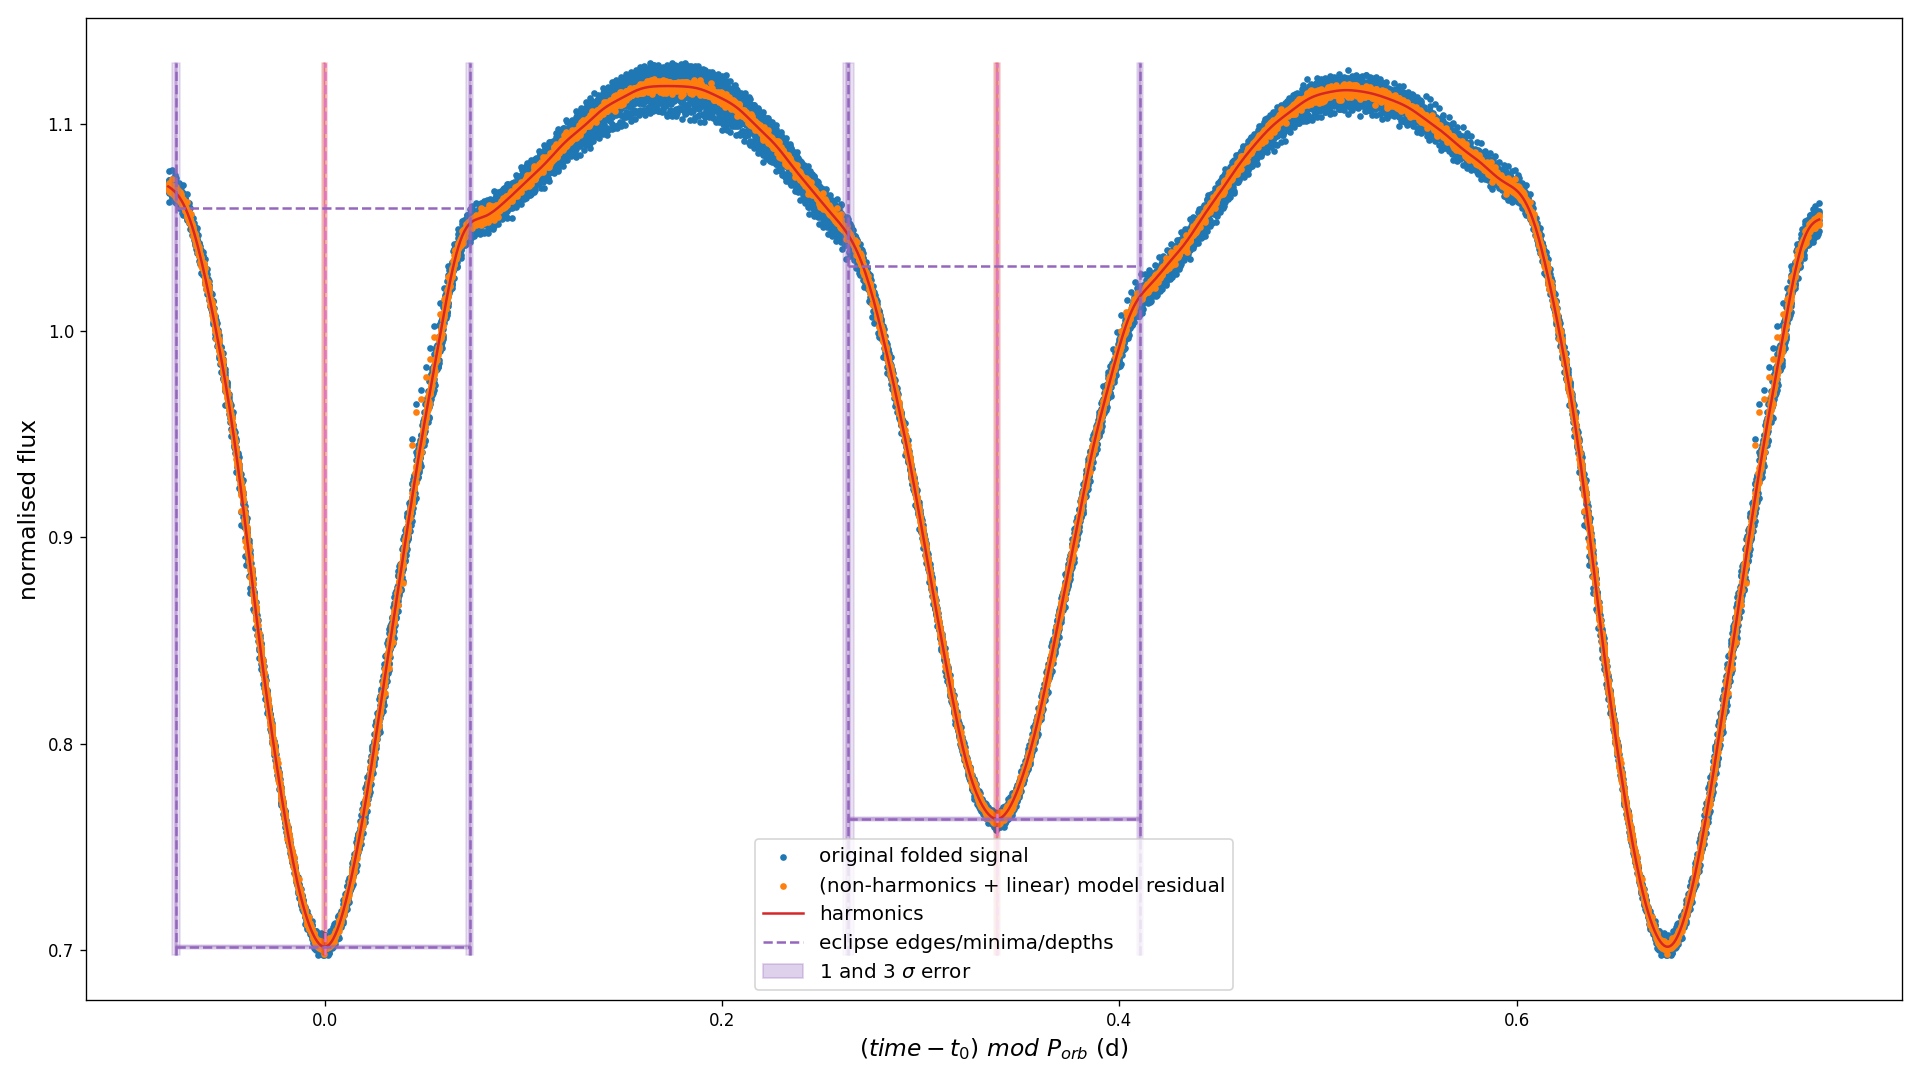 normalised flux
1.1
1.0
0.9
0.8
0.7
original folded signal
(non-harmonics + linear) model residual
harmonics
eclipse edges/minima/depths
1 and 3 σ error
0.0 0.2 0.4 0.6
(time − t₀) mod Pₒᵣb (d)